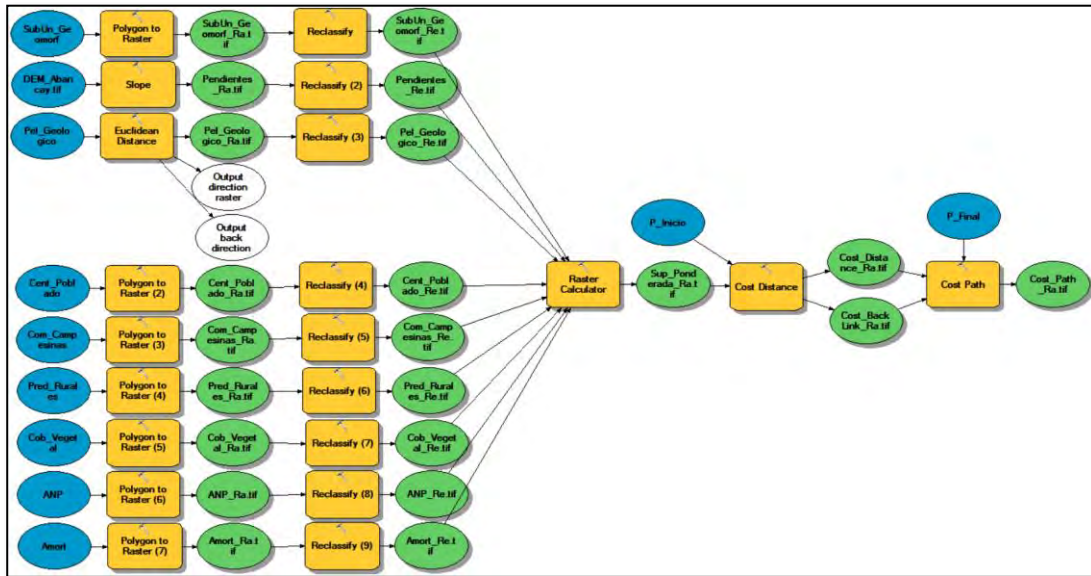 SubUn_Ge
omorf
Polygon to
Raster
SubUn_Ge
omorf_Ra.t
if
Reclassify
SubUn_Ge
omorf_Re.t
if
DEM_Aban
cay.tif
Slope
Pendientes
_Ra.tif
Reclassify (2)
Pendientes
_Re.tif
Pel_Geolo
gico
Euclidean
Distance
Pel_Geolo
gico_Ra.tif
Reclassify (3)
Pel_Geolo
gico_Re.tif
Output
direction
raster
Output
back
direction
Cent_Pobl
ado
Polygon to
Raster (2)
Cent_Pobl
ado_Ra.tif
Reclassify (4)
Cent_Pobl
ado_Re.tif
Com_Camp
esinas
Polygon to
Raster (3)
Com_Camp
esinas_Ra.
tif
Reclassify (5)
Com_Camp
esinas_Re.
tif
Pred_Rural
es
Polygon to
Raster (4)
Pred_Rural
es_Ra.tif
Reclassify (6)
Pred_Rural
es_Re.tif
Cob_Veget
al
Polygon to
Raster (5)
Cob_Veget
al_Ra.tif
Reclassify (7)
Cob_Veget
al_Re.tif
ANP
Polygon to
Raster (6)
ANP_Ra.tif
Reclassify (8)
ANP_Re.tif
Amort
Polygon to
Raster (7)
Amort_Ra.t
if
Reclassify (9)
Amort_Re.t
if
Raster
Calculator
Sup_Pond
erada_Ra.t
if
P_Inicio
Cost Distance
Cost_Dista
nce_Ra.tif
Cost_Back
Link_Ra.tif
P_Final
Cost Path
Cost_Path
_Ra.tif